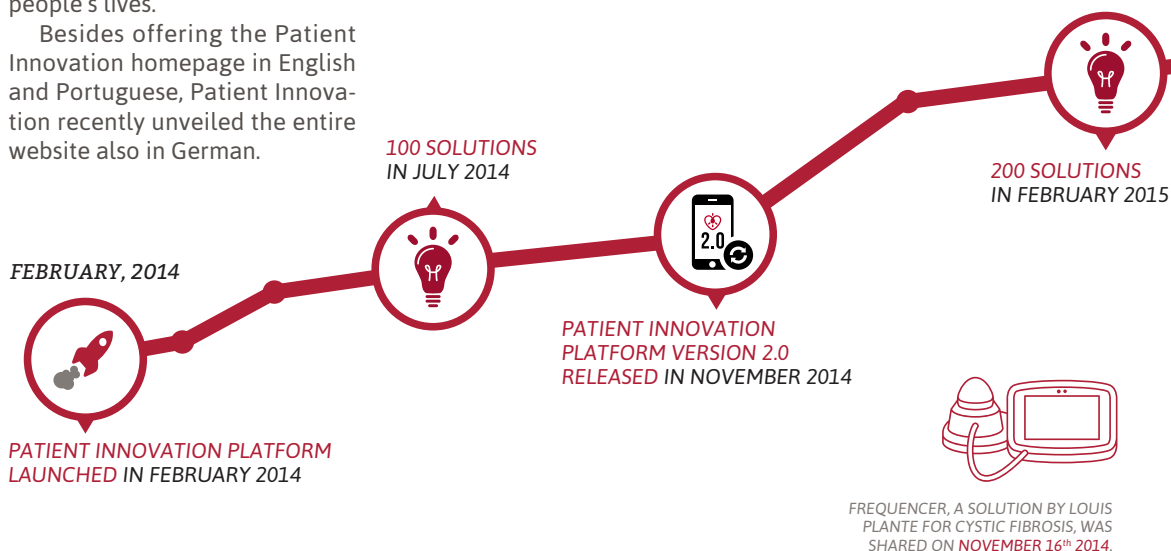 people's lives.
Besides offering the Patient
Innovation homepage in English
and Portuguese, Patient Innova-
tion recently unveiled the entire
website also in German.
FEBRUARY, 2014
PATIENT INNOVATION PLATFORM
LAUNCHED IN FEBRUARY 2014
100 SOLUTIONS
IN JULY 2014
2.0
PATIENT INNOVATION
PLATFORM VERSION 2.0
RELEASED IN NOVEMBER 2014
200 SOLUTIONS
IN FEBRUARY 2015
FREQUENCER, A SOLUTION BY LOUIS
PLANTE FOR CYSTIC FIBROSIS, WAS
SHARED ON NOVEMBER 16th 2014.